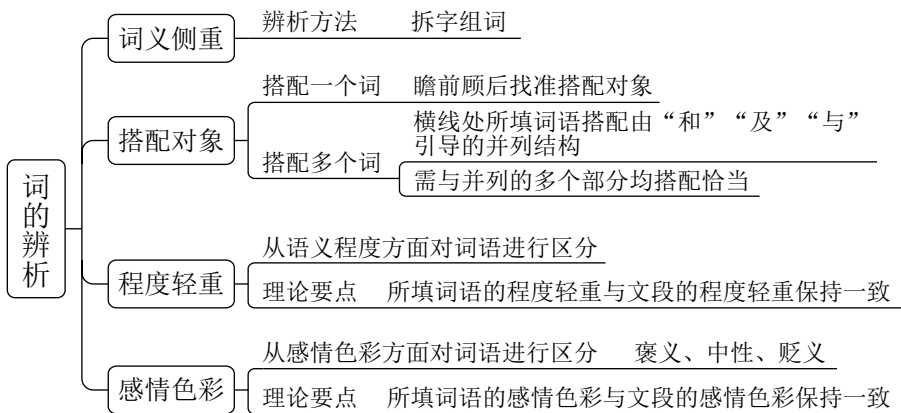 词的辨析
词义侧重
辨析方法 拆字组词
搭配对象
搭配一个词 瞻前顾后找准搭配对象
搭配多个词
横线处所填词语搭配由“和”“及”“与”
引导的并列结构
需与并列的多个部分均搭配恰当
程度轻重
从语义程度方面对词语进行区分
理论要点 所填词语的程度轻重与文段的程度轻重保持一致
感情色彩
从感情色彩方面对词语进行区分 褒义、中性、贬义
理论要点 所填词语的感情色彩与文段的感情色彩保持一致